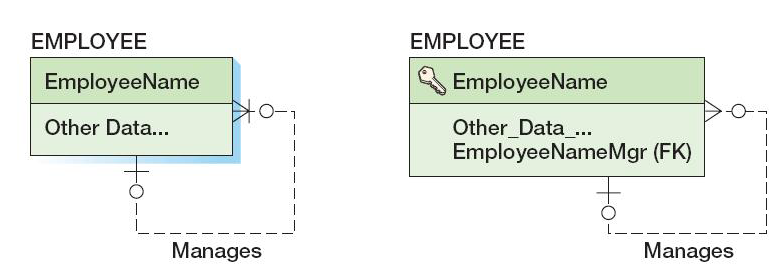 EMPLOYEE
EmployeeName
Other Data...
Manages
EMPLOYEE
EmployeeName
Other_Data_...
EmployeeNameMgr (FK)
Manages